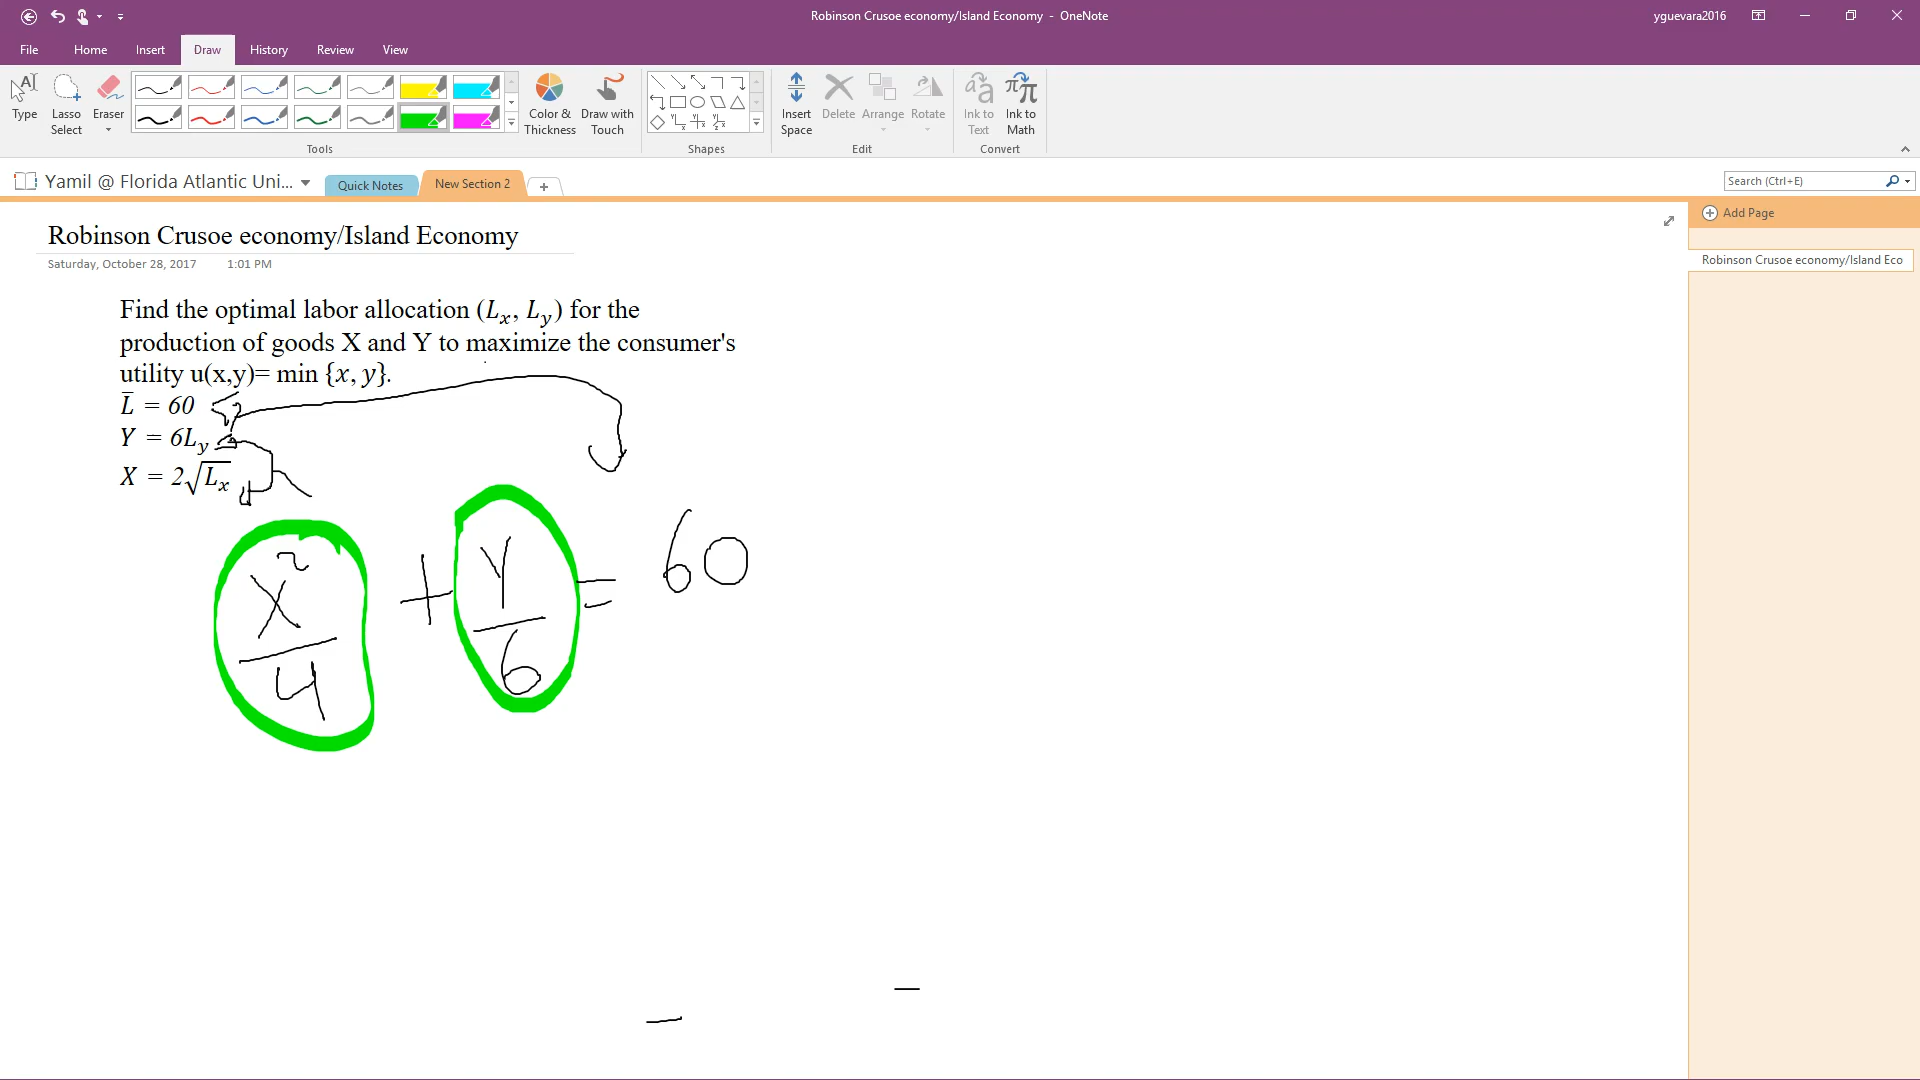 Robinson Crusoe economy/Island Economy - OneNote
yguevara2016
File Home Insert Draw History Review View
Type
Lasso Select
Eraser
Color & Thickness
Draw with Touch
Insert Space
Delete
Arrange
Rotate
Ink to Text
Ink to Math
Tools
Shapes
Edit
Convert
Yamil @ Florida Atlantic Uni...
Quick Notes
New Section 2
Search (Ctrl+E)
Add Page
Robinson Crusoe economy/Island Eco
Robinson Crusoe economy/Island Economy
Saturday, October 28, 2017 1:01 PM
Find the optimal labor allocation (Lₓ, L_y) for the
production of goods X and Y to maximize the consumer's
utility u(x,y)= min {x, y}.
L̅ = 60
Y = 6L_y
X = 2√Lₓ
X²/4 + Y/6 = 60